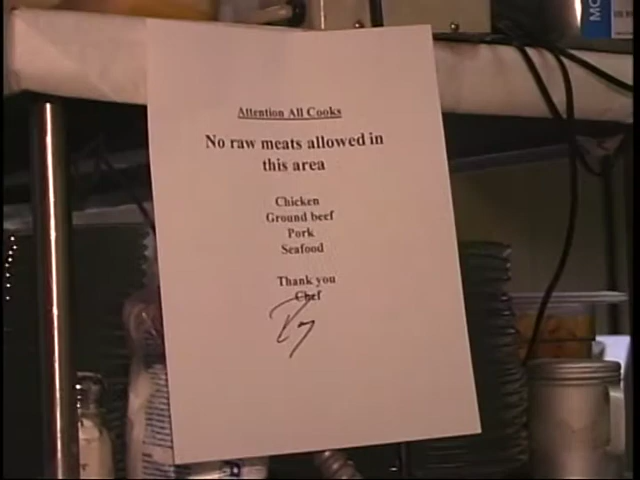 Attention All Cooks
No raw meats allowed in
this area
Chicken
Ground beef
Pork
Seafood
Thank you
Chef